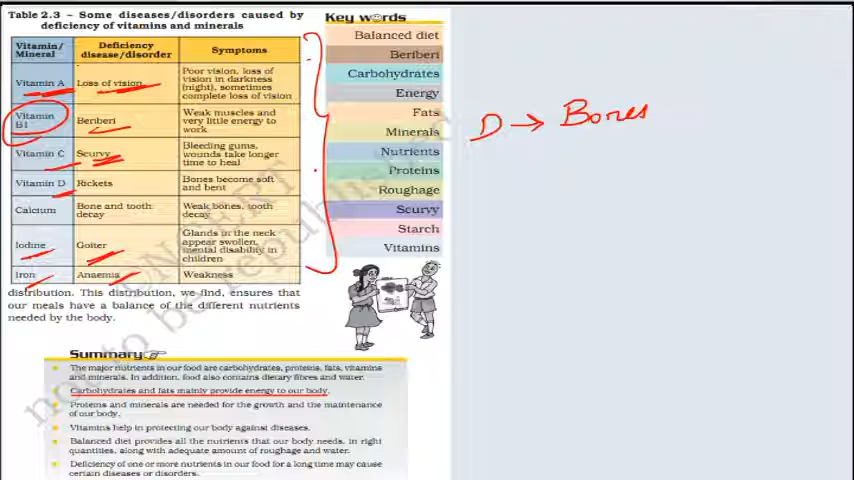 Table 2.3 – Some diseases/disorders caused by
deficiency of vitamins and minerals
Vitamin/
Mineral
Deficiency
disease/disorder
Symptoms
Vitamin A
Loss of vision
Poor vision, loss of
vision in darkness
(night), sometimes
complete loss of vision
Vitamin
B1
Beriberi
Weak muscles and
very little energy to
work
Vitamin C
Scurvy
Bleeding gums,
wounds take longer
time to heal
Vitamin D
Rickets
Bones become soft
and bent
Calcium
Bone and tooth
decay
Weak bones, tooth
decay
Iodine
Goiter
Glands in the neck
appear swollen,
mental disability in
children
Iron
Anaemia
Weakness
distribution. This distribution, we find, ensures that
our meals have a balance of the different nutrients
needed by the body.
Summary
The major nutrients in our food are carbohydrates, proteins, fats, vitamins
and minerals. In addition, food also contains dietary fibres and water.
Carbohydrates and fats mainly provide energy to our body.
Proteins and minerals are needed for the growth and the maintenance
of our body.
Vitamins help in protecting our body against diseases.
Balanced diet provides all the nutrients that our body needs, in right
quantities, along with adequate amount of roughage and water.
Deficiency of one or more nutrients in our food for a long time may cause
certain diseases or disorders.
Key words
Balanced diet
Beriberi
Carbohydrates
Energy
Fats
Minerals
Nutrients
Proteins
Roughage
Scurvy
Starch
Vitamins
D → Bones
© NCERT
not to be republished